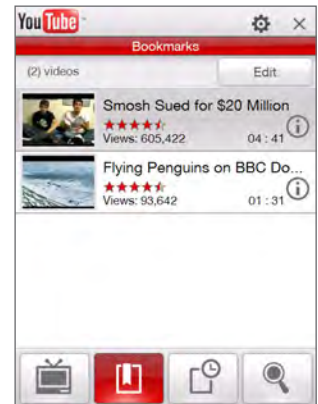 YouTube
Bookmarks
(2) videos
Edit
Smosh Sued for $20 Million
Views: 605,422
04 : 41
Flying Penguins on BBC Do...
Views: 93,642
01 : 31